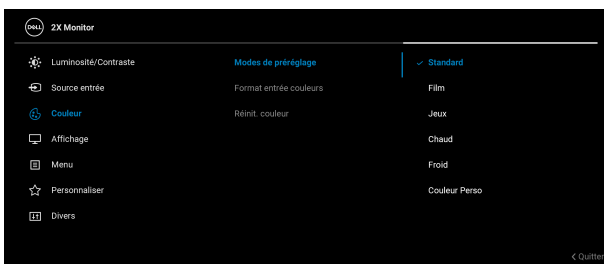 DELL 2X Monitor
Luminosité/Contraste Modes de préréglage Standard
Source entrée Format entrée couleurs Film
Couleur Réinit. couleur Jeux
Affichage Chaud
Menu Froid
Personnaliser Couleur Perso
Divers
Quitter